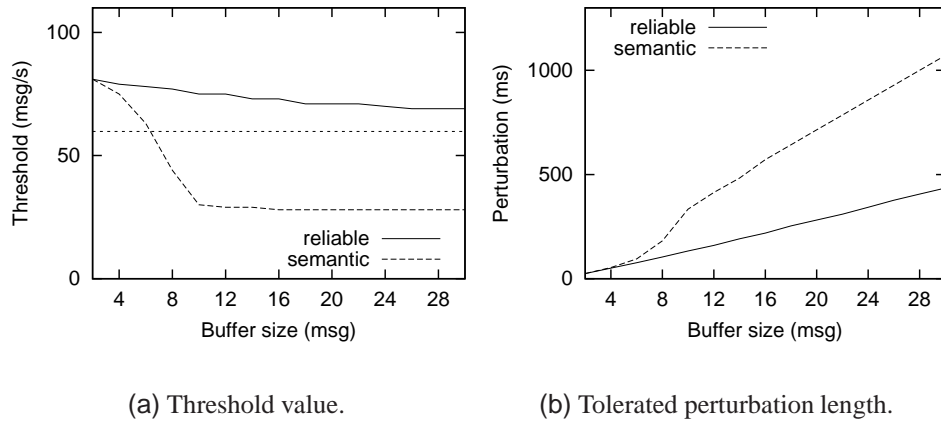 100
50
0
Threshold (msg/s)
reliable
semantic
4 8 12 16 20 24 28
Buffer size (msg)
(a) Threshold value.
reliable
semantic
1000
500
0
Perturbation (ms)
4 8 12 16 20 24 28
Buffer size (msg)
(b) Tolerated perturbation length.